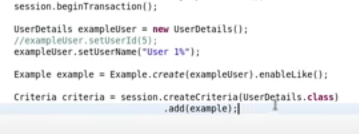 session.beginTransaction();
UserDetails exampleUser = new UserDetails();
//exampleUser.setUserId(5);
exampleUser.setUserName("User 1%");
Example example = Example.create(exampleUser).enableLike();
Criteria criteria = session.createCriteria(UserDetails.class)
.add(example);